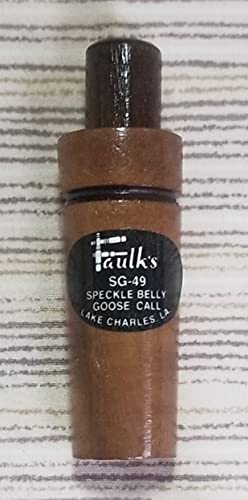 Faulk's
SG-49
SPECKLE BELLY
GOOSE CALL
LAKE CHARLES, LA.